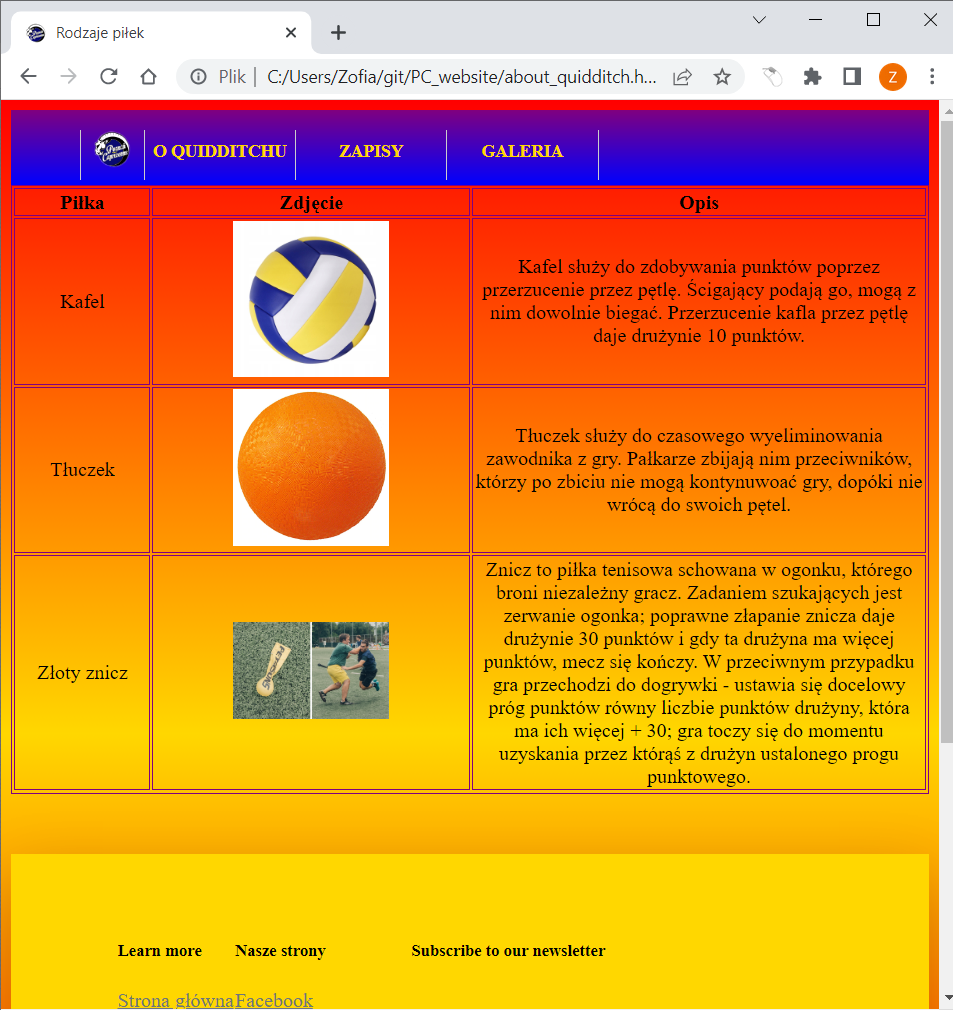 Rodzaje piłek
Plik
C:/Users/Zofia/git/PC_website/about_quidditch.h...
Z
O QUIDDITCHU
ZAPISY
GALERIA
Piłka
Zdjęcie
Opis
Kafel
Kafel służy do zdobywania punktów poprzez
przerzucenie przez pętlę. Ścigający podają go, mogą z
nim dowolnie biegać. Przerzucenie kafla przez pętlę
daje drużynie 10 punktów.
Tłuczek
Tłuczek służy do czasowego wyeliminowania
zawodnika z gry. Pałkarze zbijają nim przeciwników,
którzy po zbiciu nie mogą kontynuwoać gry, dopóki nie
wrócą do swoich pętel.
Złoty znicz
Znicz to piłka tenisowa schowana w ogonku, którego
broni niezależny gracz. Zadaniem szukających jest
zerwanie ogonka; poprawne złapanie znicza daje
drużynie 30 punktów i gdy ta drużyna ma więcej
punktów, mecz się kończy. W przeciwnym przypadku
gra przechodzi do dogrywki - ustawia się docelowy
próg punktów równy liczbie punktów drużyny, która
ma ich więcej + 30; gra toczy się do momentu
uzyskania przez którąś z drużyn ustalonego progu
punktowego.
Learn more
Nasze strony
Subscribe to our newsletter
Strona główna
Facebook